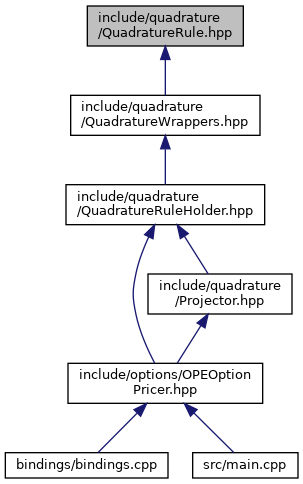 include/quadrature
/QuadratureRule.hpp
include/quadrature
/QuadratureWrappers.hpp
include/quadrature
/QuadratureRuleHolder.hpp
include/quadrature
/Projector.hpp
include/options/OPEOption
Pricer.hpp
bindings/bindings.cpp
src/main.cpp